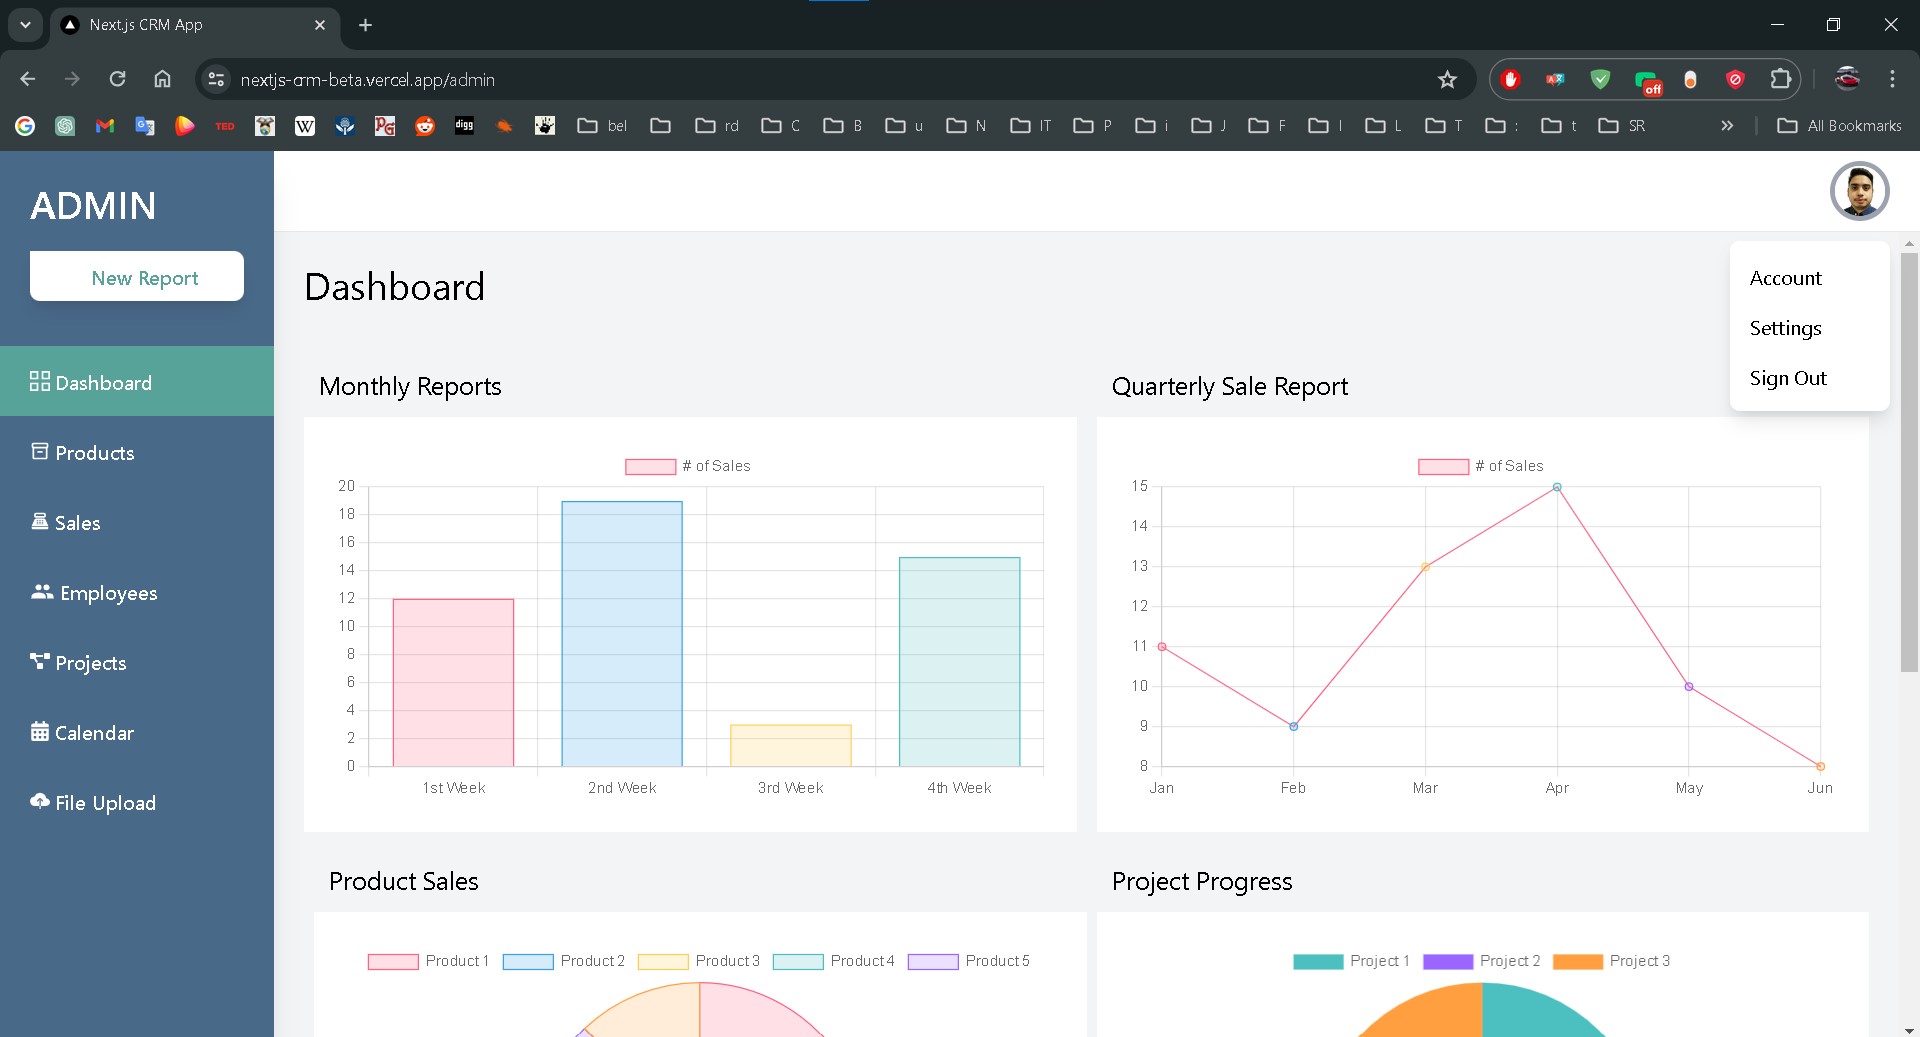 Next.js CRM App
nextjs-crm-beta.vercel.app/admin
off
TED
W
digg
bel
rd
C
B
u
N
IT
P
i
J
F
I
L
T
:
t
SR
All Bookmarks
ADMIN
New Report
Dashboard
Products
Sales
Employees
Projects
Calendar
File Upload
Account
Settings
Sign Out
Dashboard
Monthly Reports
# of Sales
20
18
16
14
12
10
8
6
4
2
0
1st Week 2nd Week 3rd Week 4th Week
Quarterly Sale Report
# of Sales
15
14
13
12
11
10
9
8
Jan Feb Mar Apr May Jun
Product Sales
Product 1 Product 2 Product 3 Product 4 Product 5
Project Progress
Project 1 Project 2 Project 3